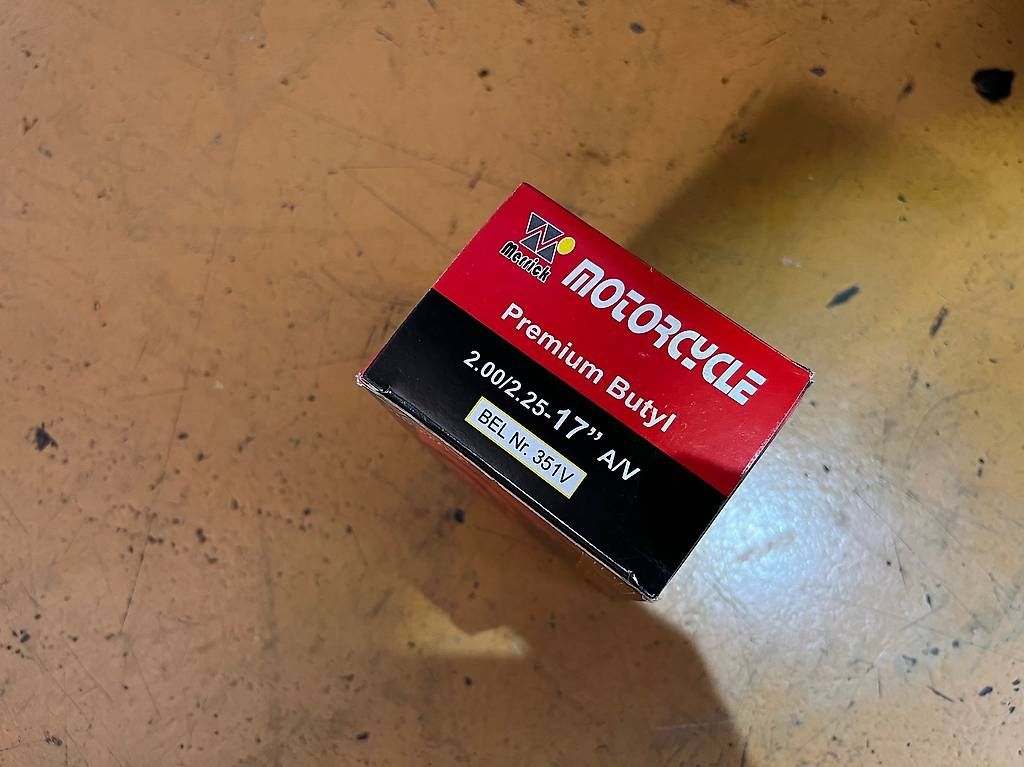 Merrick
MOTORCYCLE
Premium Butyl
2.00/2.25-17” A/V
BEL Nr. 351V